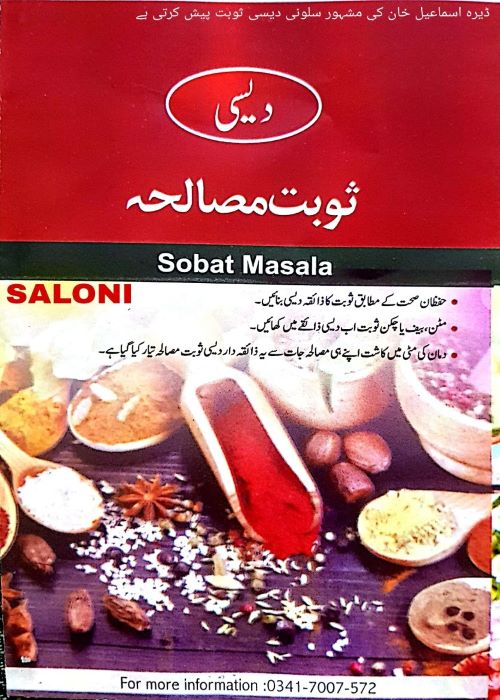 ڈیرہ اسماعیل خان کی مشہور سلونی دیسی ثوبت پیش کرتی ہے
دیسی
ثوبت مصالحہ
Sobat Masala
SALONI
حفظان صحت کے مطابق ثوبت کا ذائقہ دیسی بنائیں۔
مٹن، بیف یا چکن ثوبت اب دیسی ذائقے میں کھائیں۔
دمان کی مٹی میں کاشت اپنے ہی مصالحہ جات سے یہ ذائقہ دار دیسی ثوبت مصالحہ تیار کیا گیا ہے۔
For more information :0341-7007-572